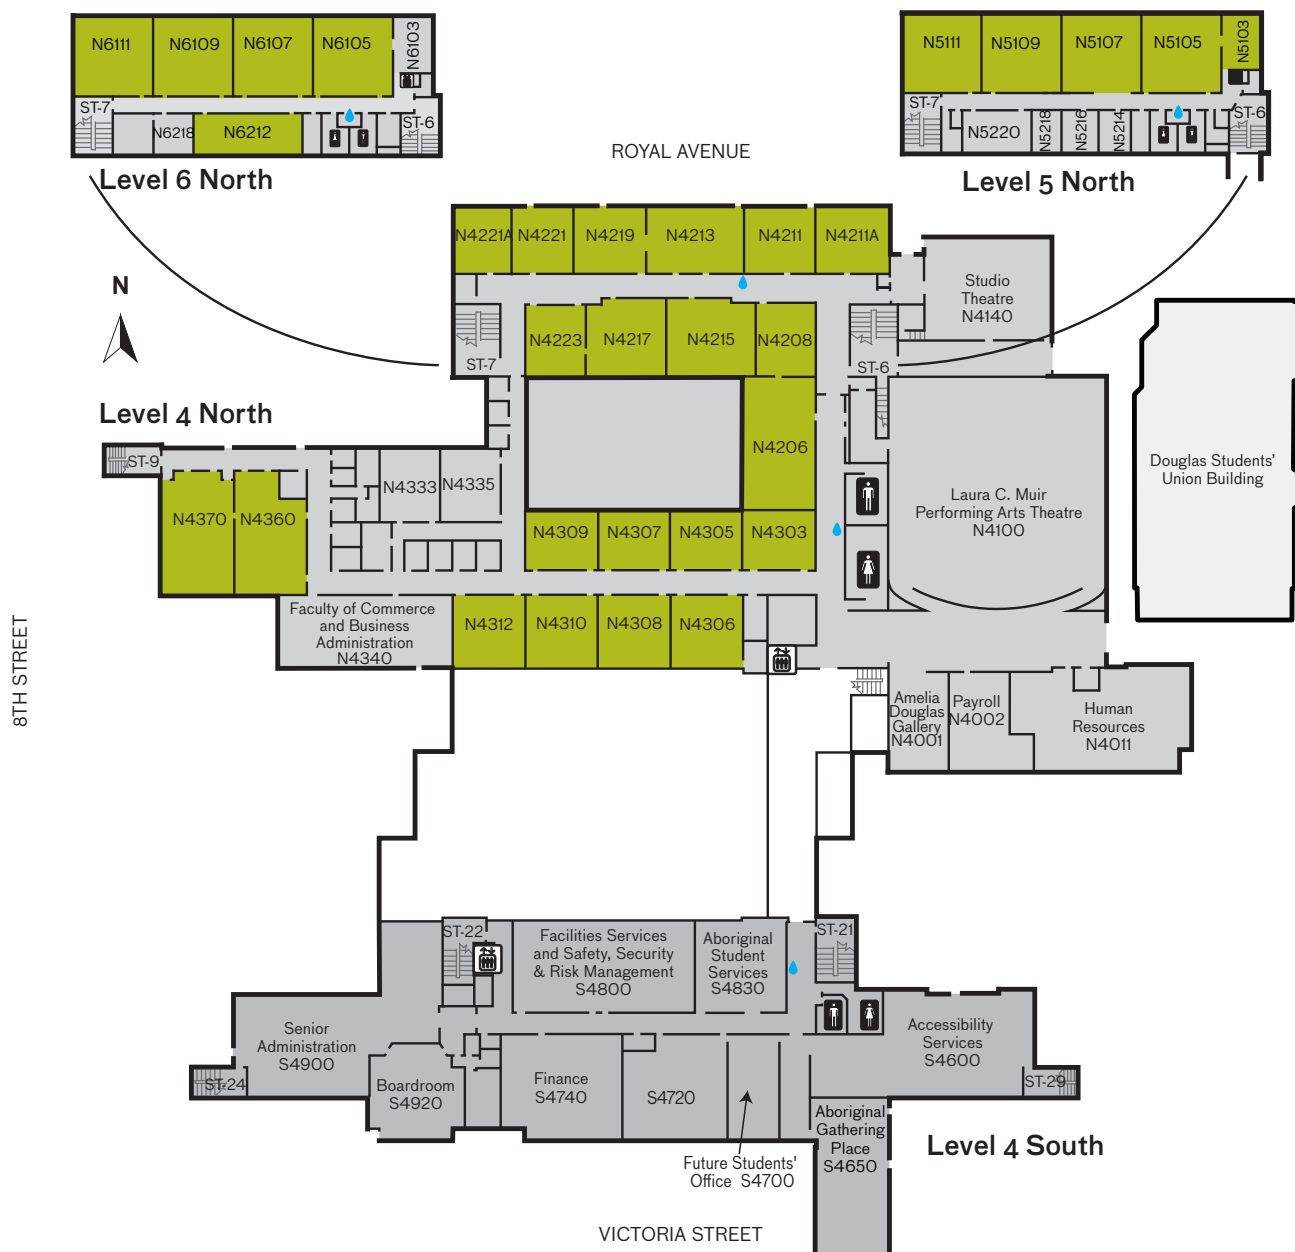 N6111
N6109
N6107
N6105
N6103
ST-7
N6218
N6212
ST-6
Level 6 North
N5111
N5109
N5107
N5105
N5103
ST-7
N5220
N5218
N5216
N5214
ST-6
Level 5 North
ROYAL AVENUE
N4221A
N4221
N4219
N4213
N4211
N4211A
Studio
Theatre
N4140
N
N4223
N4217
N4215
N4208
ST-7
ST-6
Level 4 North
ST-9
N4333
N4335
N4206
Douglas Students'
Union Building
Laura C. Muir
Performing Arts Theatre
N4100
N4370
N4360
N4309
N4307
N4305
N4303
Faculty of Commerce
and Business
Administration
N4340
N4312
N4310
N4308
N4306
8TH STREET
Amelia
Douglas
Gallery
N4001
Payroll
N4002
Human
Resources
N4011
ST-22
Facilities Services
and Safety, Security
& Risk Management
S4800
Aboriginal
Student
Services
S4830
ST-21
Senior
Administration
S4900
Accessibility
Services
S4600
ST-24
Boardroom
S4920
Finance
S4740
S4720
ST-29
Aboriginal
Gathering
Place
S4650
Level 4 South
Future Students'
Office S4700
VICTORIA STREET